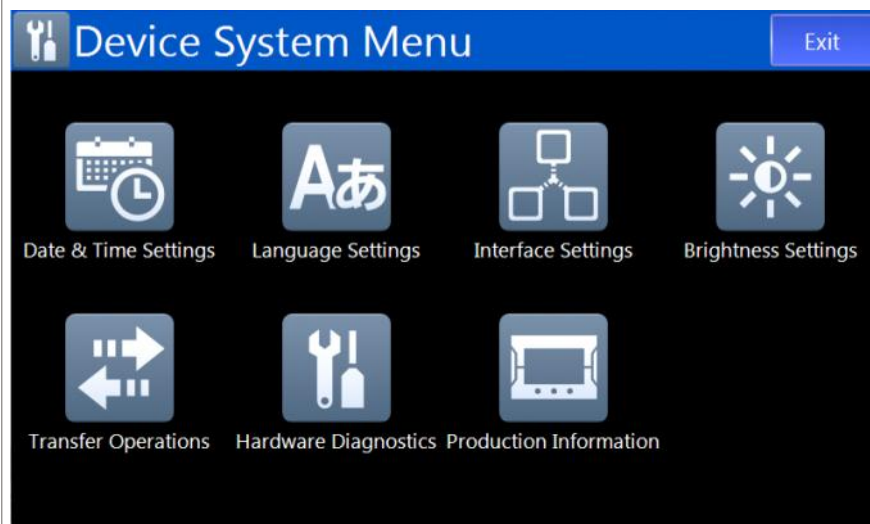 Device System Menu
Exit
Aあ
Date & Time Settings
Language Settings
Interface Settings
Brightness Settings
Transfer Operations
Hardware Diagnostics
Production Information